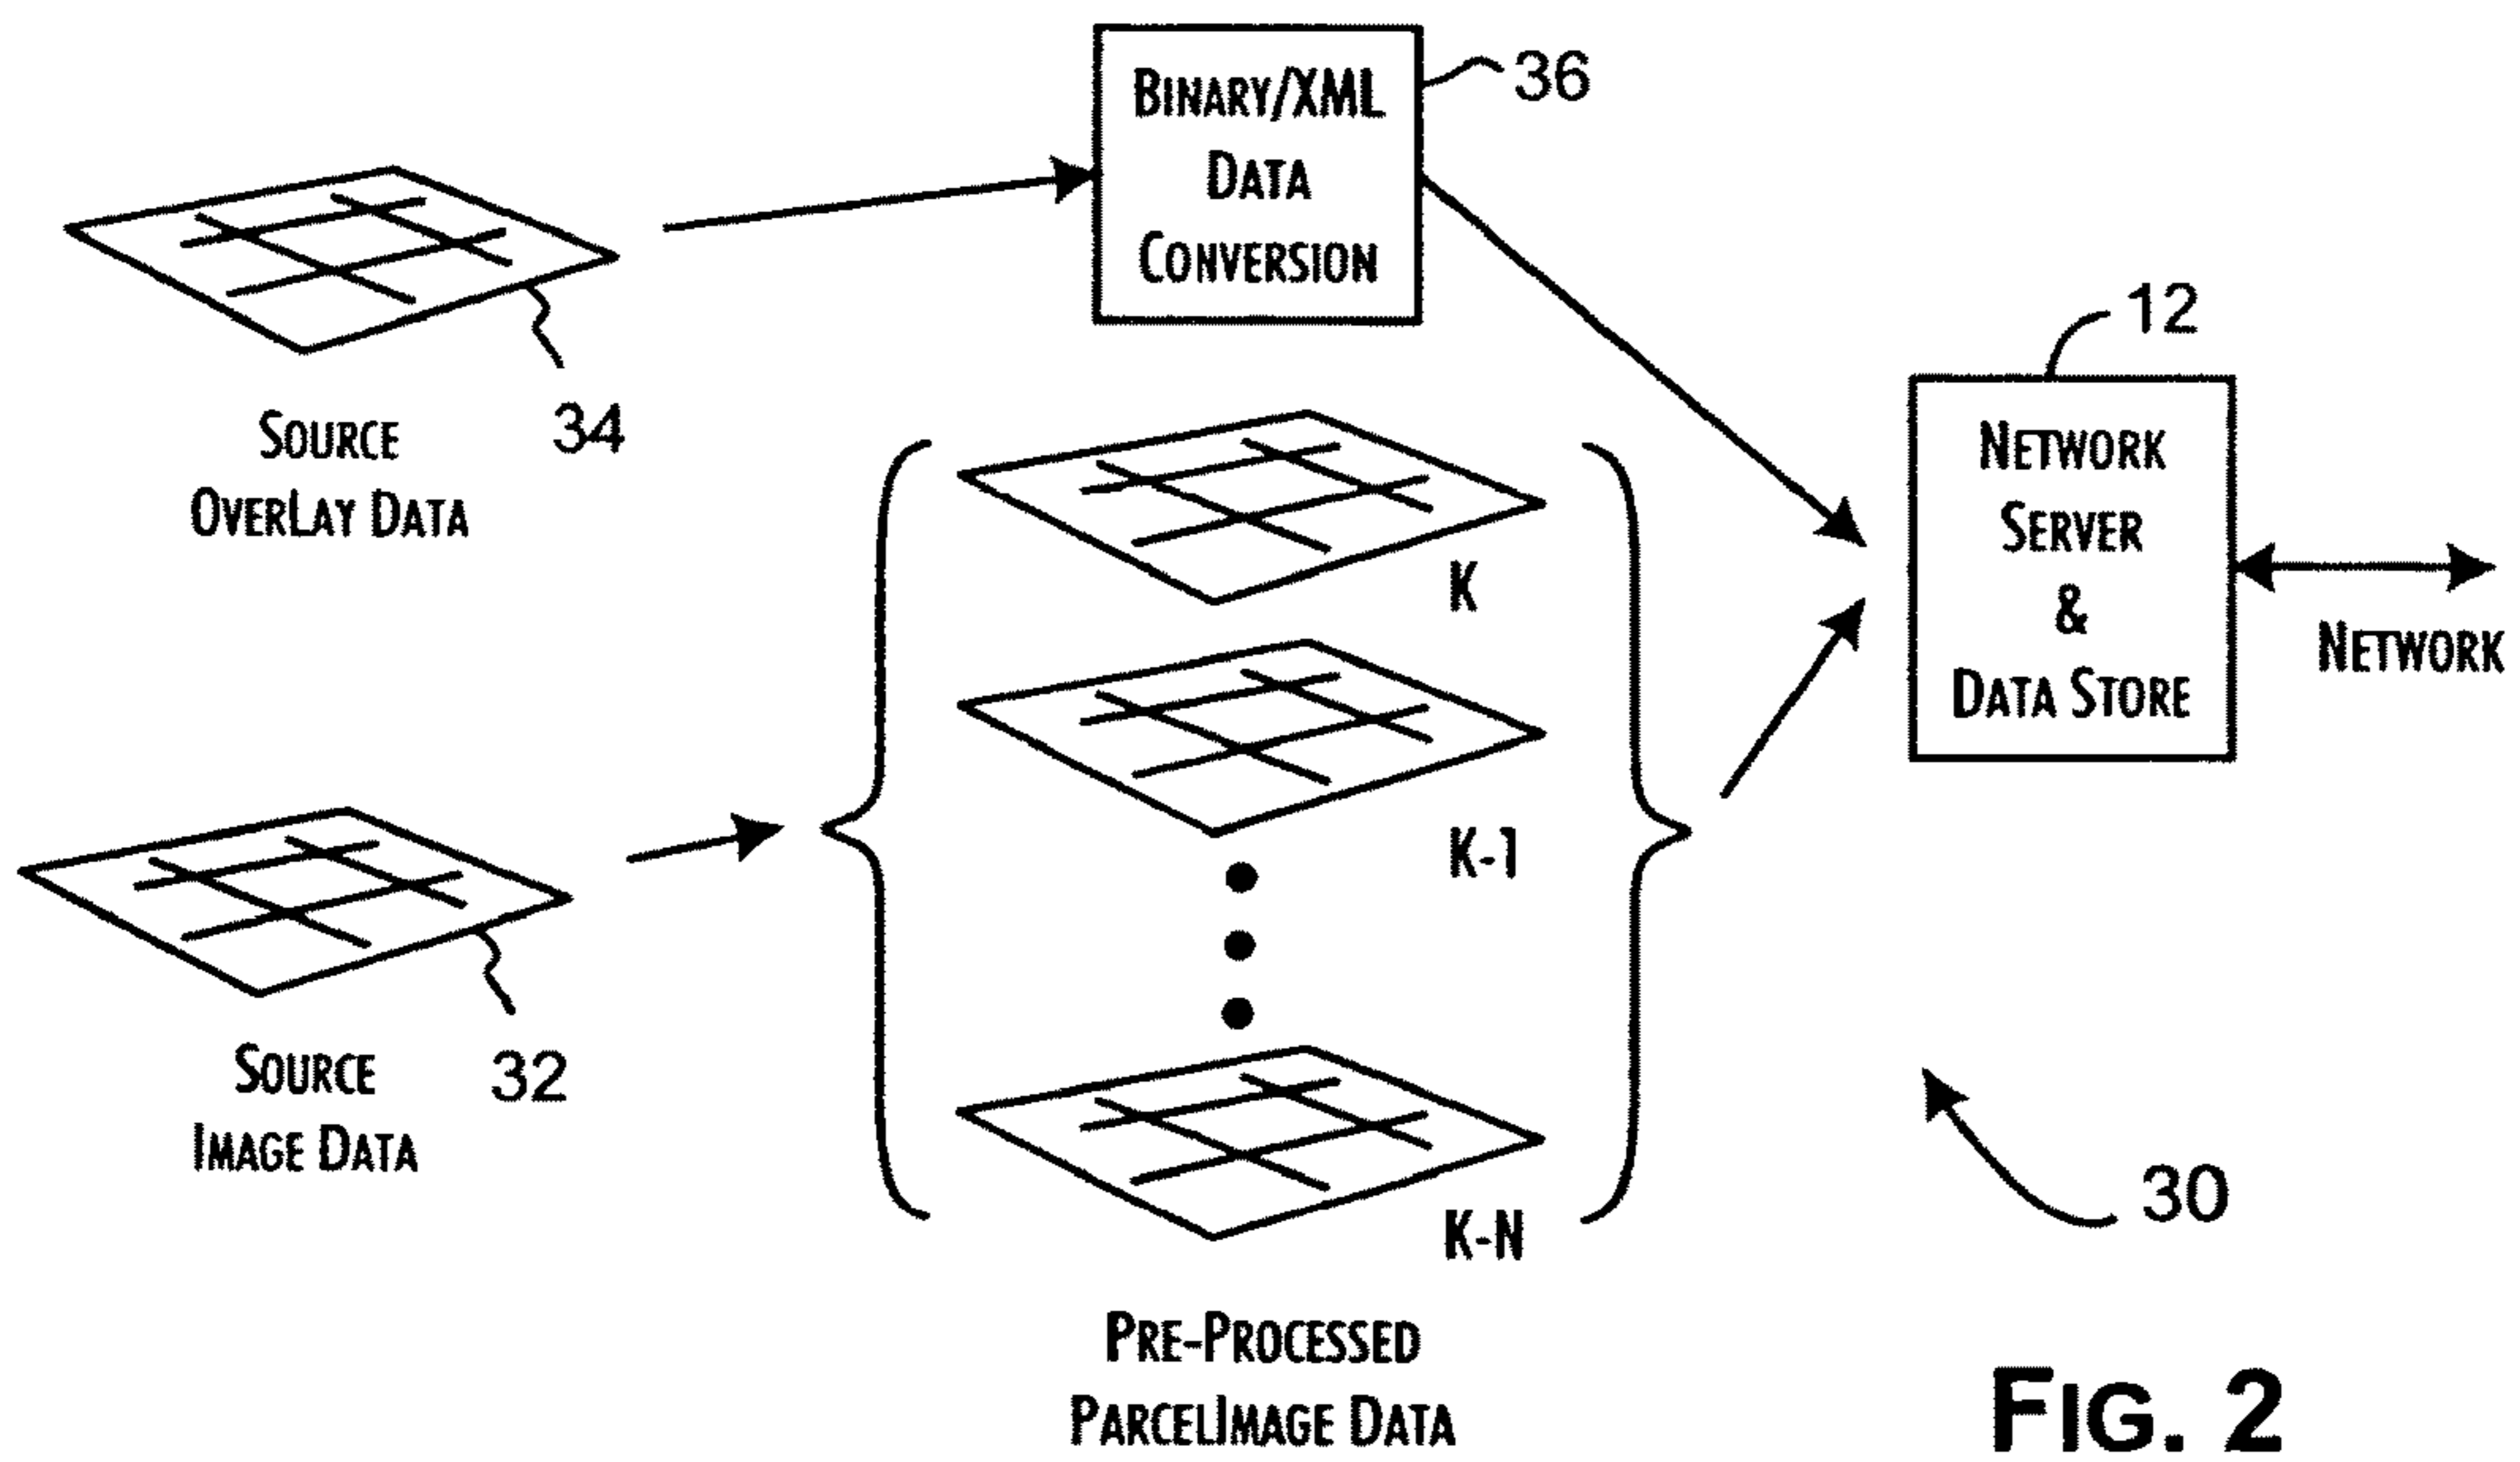 BINARY/XML
DATA
CONVERSION
36
34
SOURCE
OVERLAY DATA
12
NETWORK
SERVER
&
DATA STORE
NETWORK
K
K-1
K-N
32
SOURCE
IMAGE DATA
PRE-PROCESSED
PARCELIMAGE DATA
30
FIG. 2